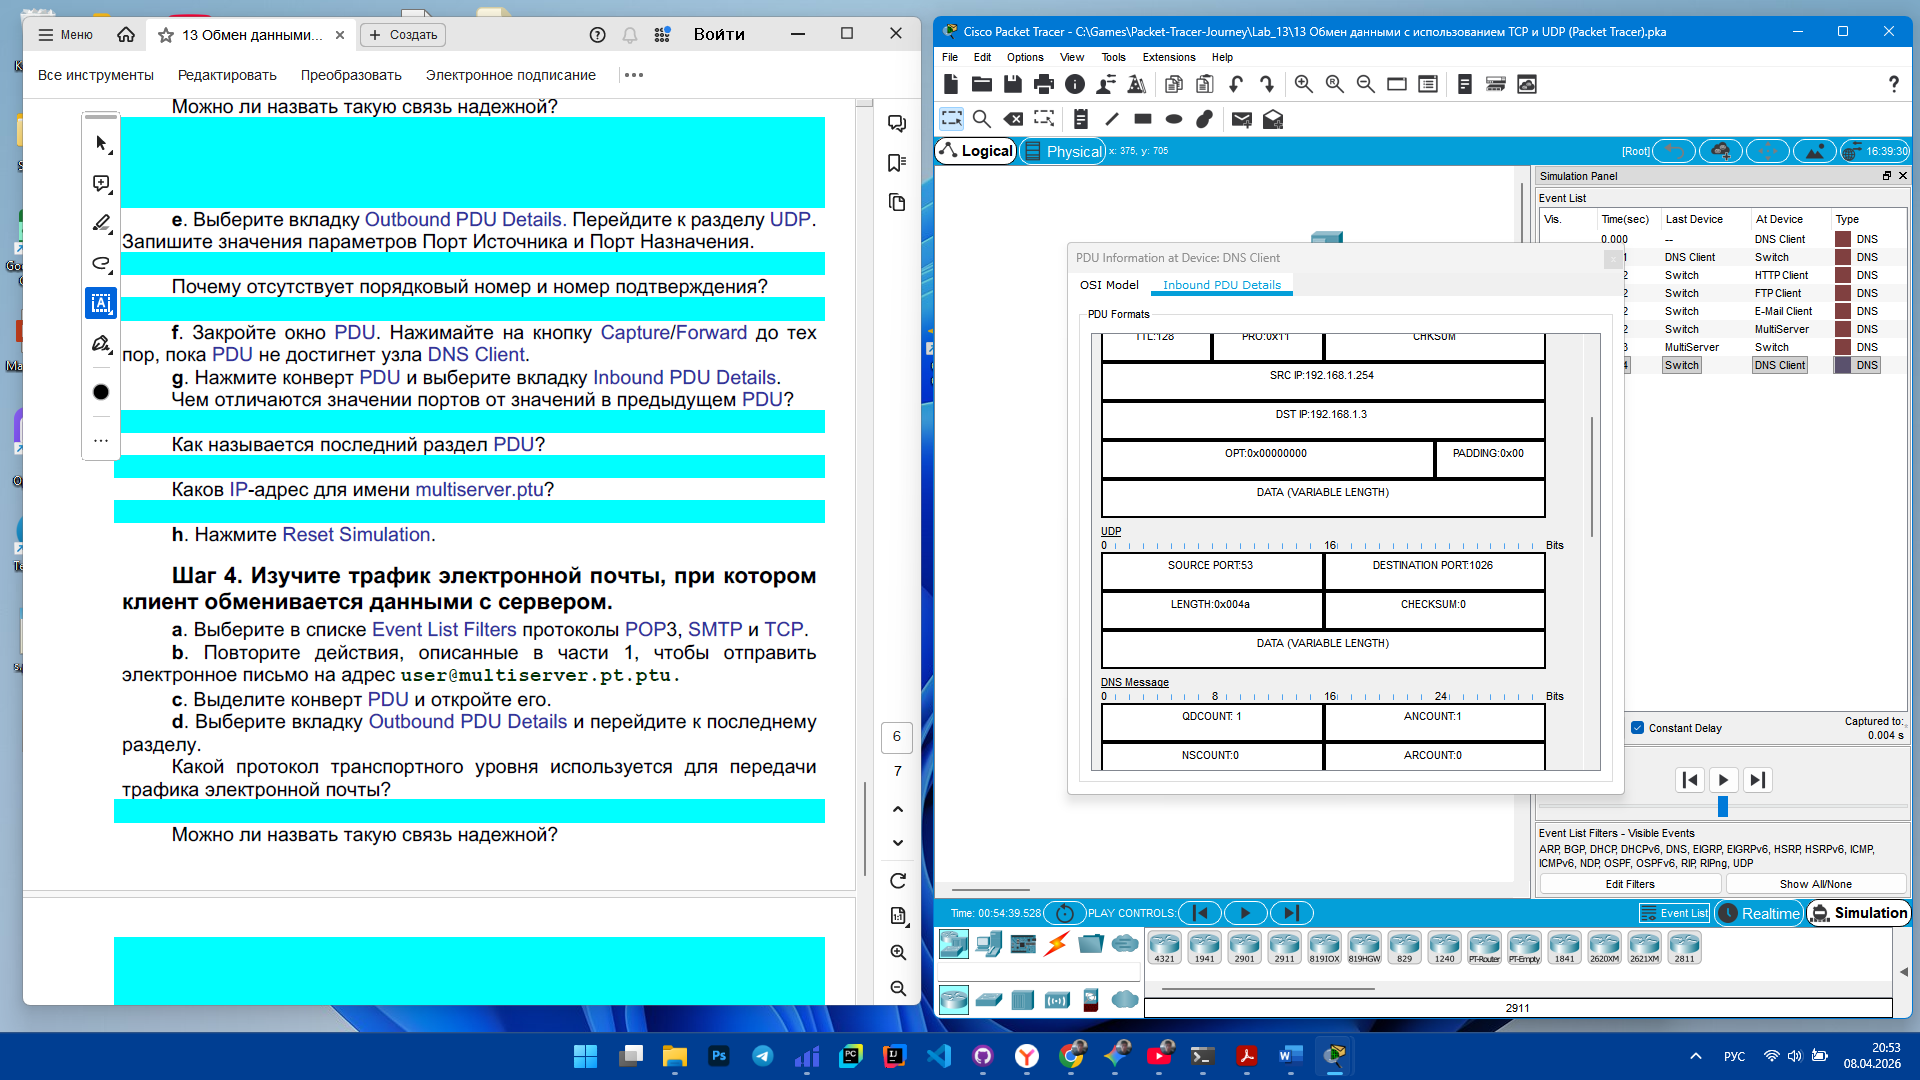 Меню
13 Обмен данными...
Создать
Войти
Все инструменты
Редактировать
Преобразовать
Электронное подписание
Можно ли назвать такую связь надежной?
e. Выберите вкладку Outbound PDU Details. Перейдите к разделу UDP.
Запишите значения параметров Порт Источника и Порт Назначения.
Почему отсутствует порядковый номер и номер подтверждения?
f. Закройте окно PDU. Нажимайте на кнопку Capture/Forward до тех
пор, пока PDU не достигнет узла DNS Client.
g. Нажмите конверт PDU и выберите вкладку Inbound PDU Details.
Чем отличаются значении портов от значений в предыдущем PDU?
Как называется последний раздел PDU?
Каков IP-адрес для имени multiserver.ptu?
h. Нажмите Reset Simulation.
Шаг 4. Изучите трафик электронной почты, при котором
клиент обменивается данными с сервером.
a. Выберите в списке Event List Filters протоколы POP3, SMTP и TCP.
b. Повторите действия, описанные в части 1, чтобы отправить
электронное письмо на адрес user@multiserver.pt.ptu.
c. Выделите конверт PDU и откройте его.
d. Выберите вкладку Outbound PDU Details и перейдите к последнему
разделу.
Какой протокол транспортного уровня используется для передачи
трафика электронной почты?
Можно ли назвать такую связь надежной?
6
7
Cisco Packet Tracer - C:\Games\Packet-Tracer-Journey\Lab_13\13 Обмен данными с использованием TCP и UDP (Packet Tracer).pka
File Edit Options View Tools Extensions Help
Logical
Physical
x: 375, y: 705
[Root]
16:39:30
Simulation Panel
Event List
Vis. Time(sec) Last Device At Device Type
0.000 -- DNS Client DNS
1 DNS Client Switch DNS
2 Switch HTTP Client DNS
2 Switch FTP Client DNS
2 Switch E-Mail Client DNS
2 Switch MultiServer DNS
3 MultiServer Switch DNS
4 Switch DNS Client DNS
PDU Information at Device: DNS Client
OSI Model
Inbound PDU Details
PDU Formats
TTL:128 PRO:0x11 CHKSUM
SRC IP:192.168.1.254
DST IP:192.168.1.3
OPT:0x00000000 PADDING:0x00
DATA (VARIABLE LENGTH)
UDP
0 16 Bits
SOURCE PORT:53 DESTINATION PORT:1026
LENGTH:0x004a CHECKSUM:0
DATA (VARIABLE LENGTH)
DNS Message
0 8 16 24 Bits
QDCOUNT: 1 ANCOUNT:1
NSCOUNT:0 ARCOUNT:0
Constant Delay
Captured to:
0.004 s
Event List Filters - Visible Events
ARP, BGP, DHCP, DHCPv6, DNS, EIGRP, EIGRPv6, HSRP, HSRPv6, ICMP,
ICMPv6, NDP, OSPF, OSPFv6, RIP, RIPng, UDP
Edit Filters
Show All/None
Time: 00:54:39.528
PLAY CONTROLS:
Event List
Realtime
Simulation
4321 1941 2901 2911 819IOX 819HGW 829 1240 PT-Router PT-Empty 1841 2620XM 2621XM 2811
2911
РУС
20:53
08.04.2026